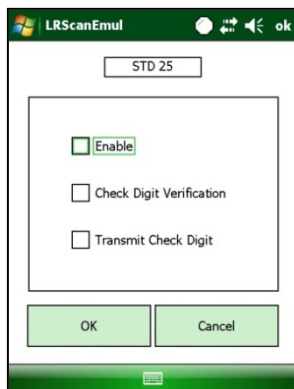 LRScanEmul ok
STD 25
Enable
Check Digit Verification
Transmit Check Digit
OK Cancel